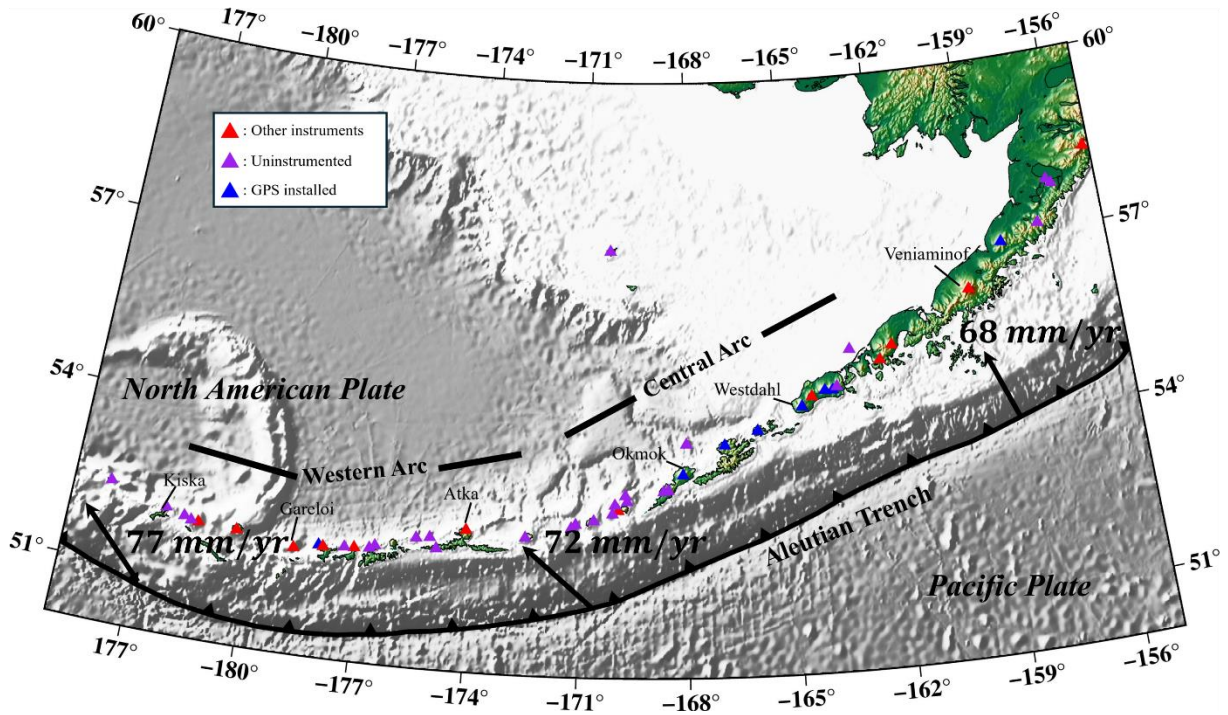 60°
177°
−180°
−177°
−174°
−171°
−168°
−165°
−162°
−159°
−156°
60°
: Other instruments
: Uninstrumented
: GPS installed
57°
57°
Veniaminof
68 mm/yr
Central Arc
54°
North American Plate
Westdahl
54°
Western Arc
Okmok
Kiska
Gareloi
Atka
77 mm/yr
72 mm/yr
Aleutian Trench
51°
51°
Pacific Plate
177°
−180°
−177°
−174°
−171°
−168°
−165°
−162°
−159°
−156°